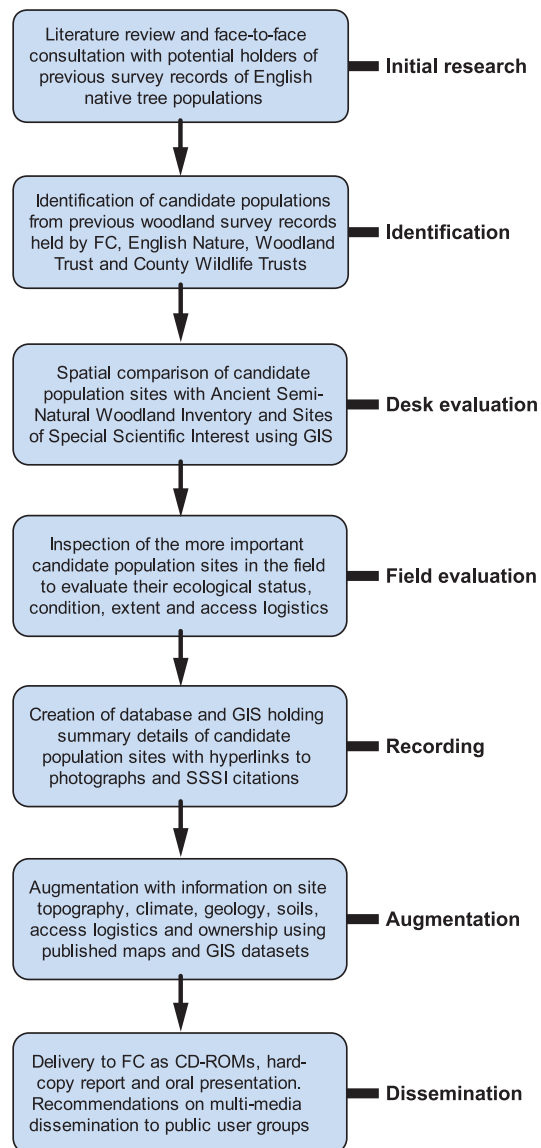 Literature review and face-to-face
consultation with potential holders of
previous survey records of English
native tree populations
Initial research
Identification of candidate populations
from previous woodland survey records
held by FC, English Nature, Woodland
Trust and County Wildlife Trusts
Identification
Spatial comparison of candidate
population sites with Ancient Semi-
Natural Woodland Inventory and Sites
of Special Scientific Interest using GIS
Desk evaluation
Inspection of the more important
candidate population sites in the field
to evaluate their ecological status,
condition, extent and access logistics
Field evaluation
Creation of database and GIS holding
summary details of candidate
population sites with hyperlinks to
photographs and SSSI citations
Recording
Augmentation with information on site
topography, climate, geology, soils,
access logistics and ownership using
published maps and GIS datasets
Augmentation
Delivery to FC as CD-ROMs, hard-
copy report and oral presentation.
Recommendations on multi-media
dissemination to public user groups
Dissemination